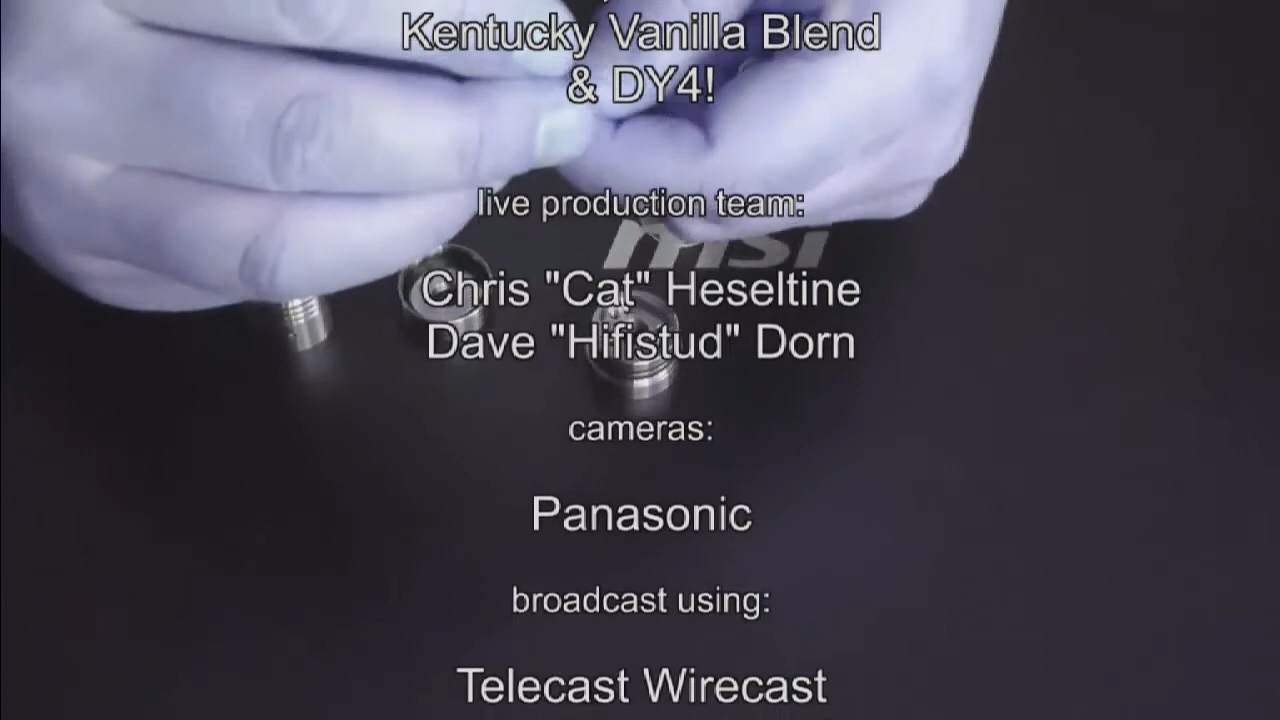 Kentucky Vanilla Blend
& DY4!
live production team:
msi
Chris "Cat" Heseltine
Dave "Hifistud" Dorn
cameras:
Panasonic
broadcast using:
Telecast Wirecast